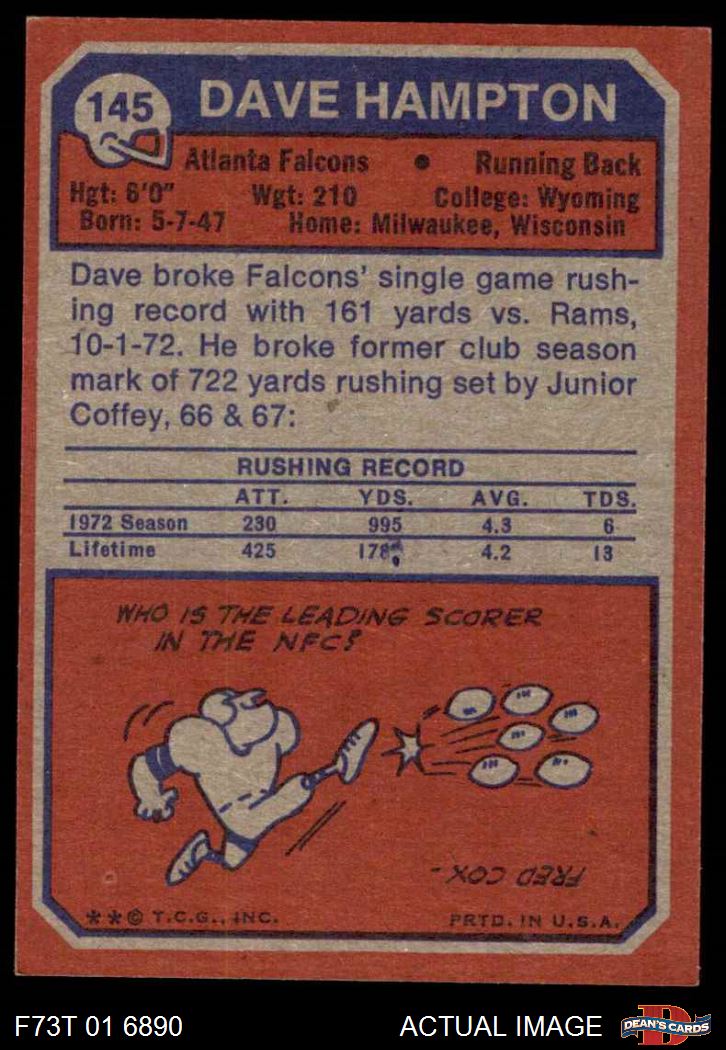 145
DAVE HAMPTON
Atlanta Falcons • Running Back
Hgt: 6'0" Wgt: 210 College: Wyoming
Born: 5-7-47 Home: Milwaukee, Wisconsin
Dave broke Falcons' single game rush-
ing record with 161 yards vs. Rams,
10-1-72. He broke former club season
mark of 722 yards rushing set by Junior
Coffey, 66 & 67:
RUSHING RECORD
ATT. YDS. AVG. TDS.
1972 Season 230 995 4.3 6
Lifetime 425 4.2 13
WHO IS THE LEADING SCORER
IN THE NFC?
FRED COX -
**© T.C.G., INC. PRTD. IN U.S.A.
F73T 01 6890 ACTUAL IMAGE
D
DEAN'S CARDS